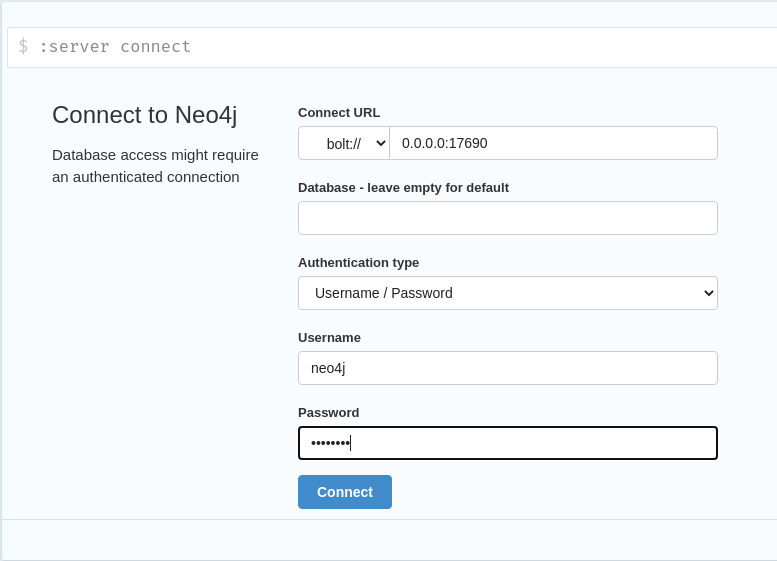 $ :server connect
Connect to Neo4j
Database access might require
an authenticated connection
Connect URL
bolt:// 0.0.0.0:17690
Database - leave empty for default
Authentication type
Username / Password
Username
neo4j
Password
••••••••
Connect